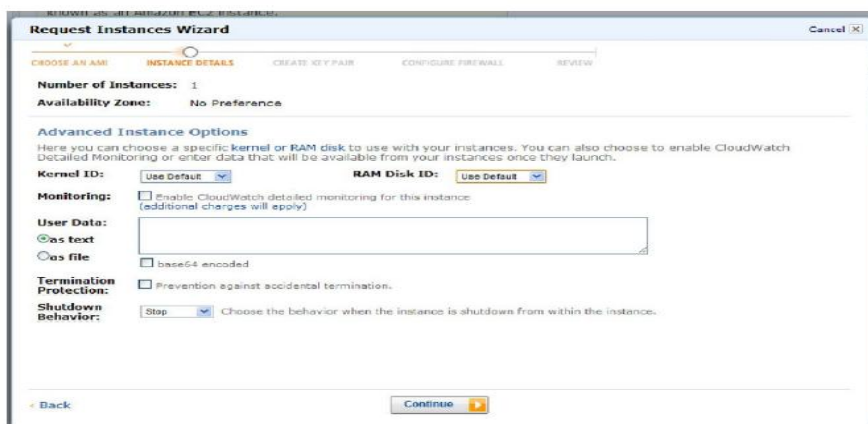 known as an Amazon EC2 instance.
Request Instances Wizard
Cancel
CHOOSE AN AMI INSTANCE DETAILS CREATE KEY PAIR CONFIGURE FIREWALL REVIEW
Number of Instances: 1
Availability Zone: No Preference
Advanced Instance Options
Here you can choose a specific kernel or RAM disk to use with your instances. You can also choose to enable CloudWatch
Detailed Monitoring or enter data that will be available from your instances once they launch.
Kernel ID: Use Default RAM Disk ID: Use Default
Monitoring: Enable CloudWatch detailed monitoring for this instance
(additional charges will apply)
User Data:
as text
as file
base64 encoded
Termination
Protection: Prevention against accidental termination.
Shutdown
Behavior: Stop Choose the behavior when the instance is shutdown from within the instance.
Back Continue